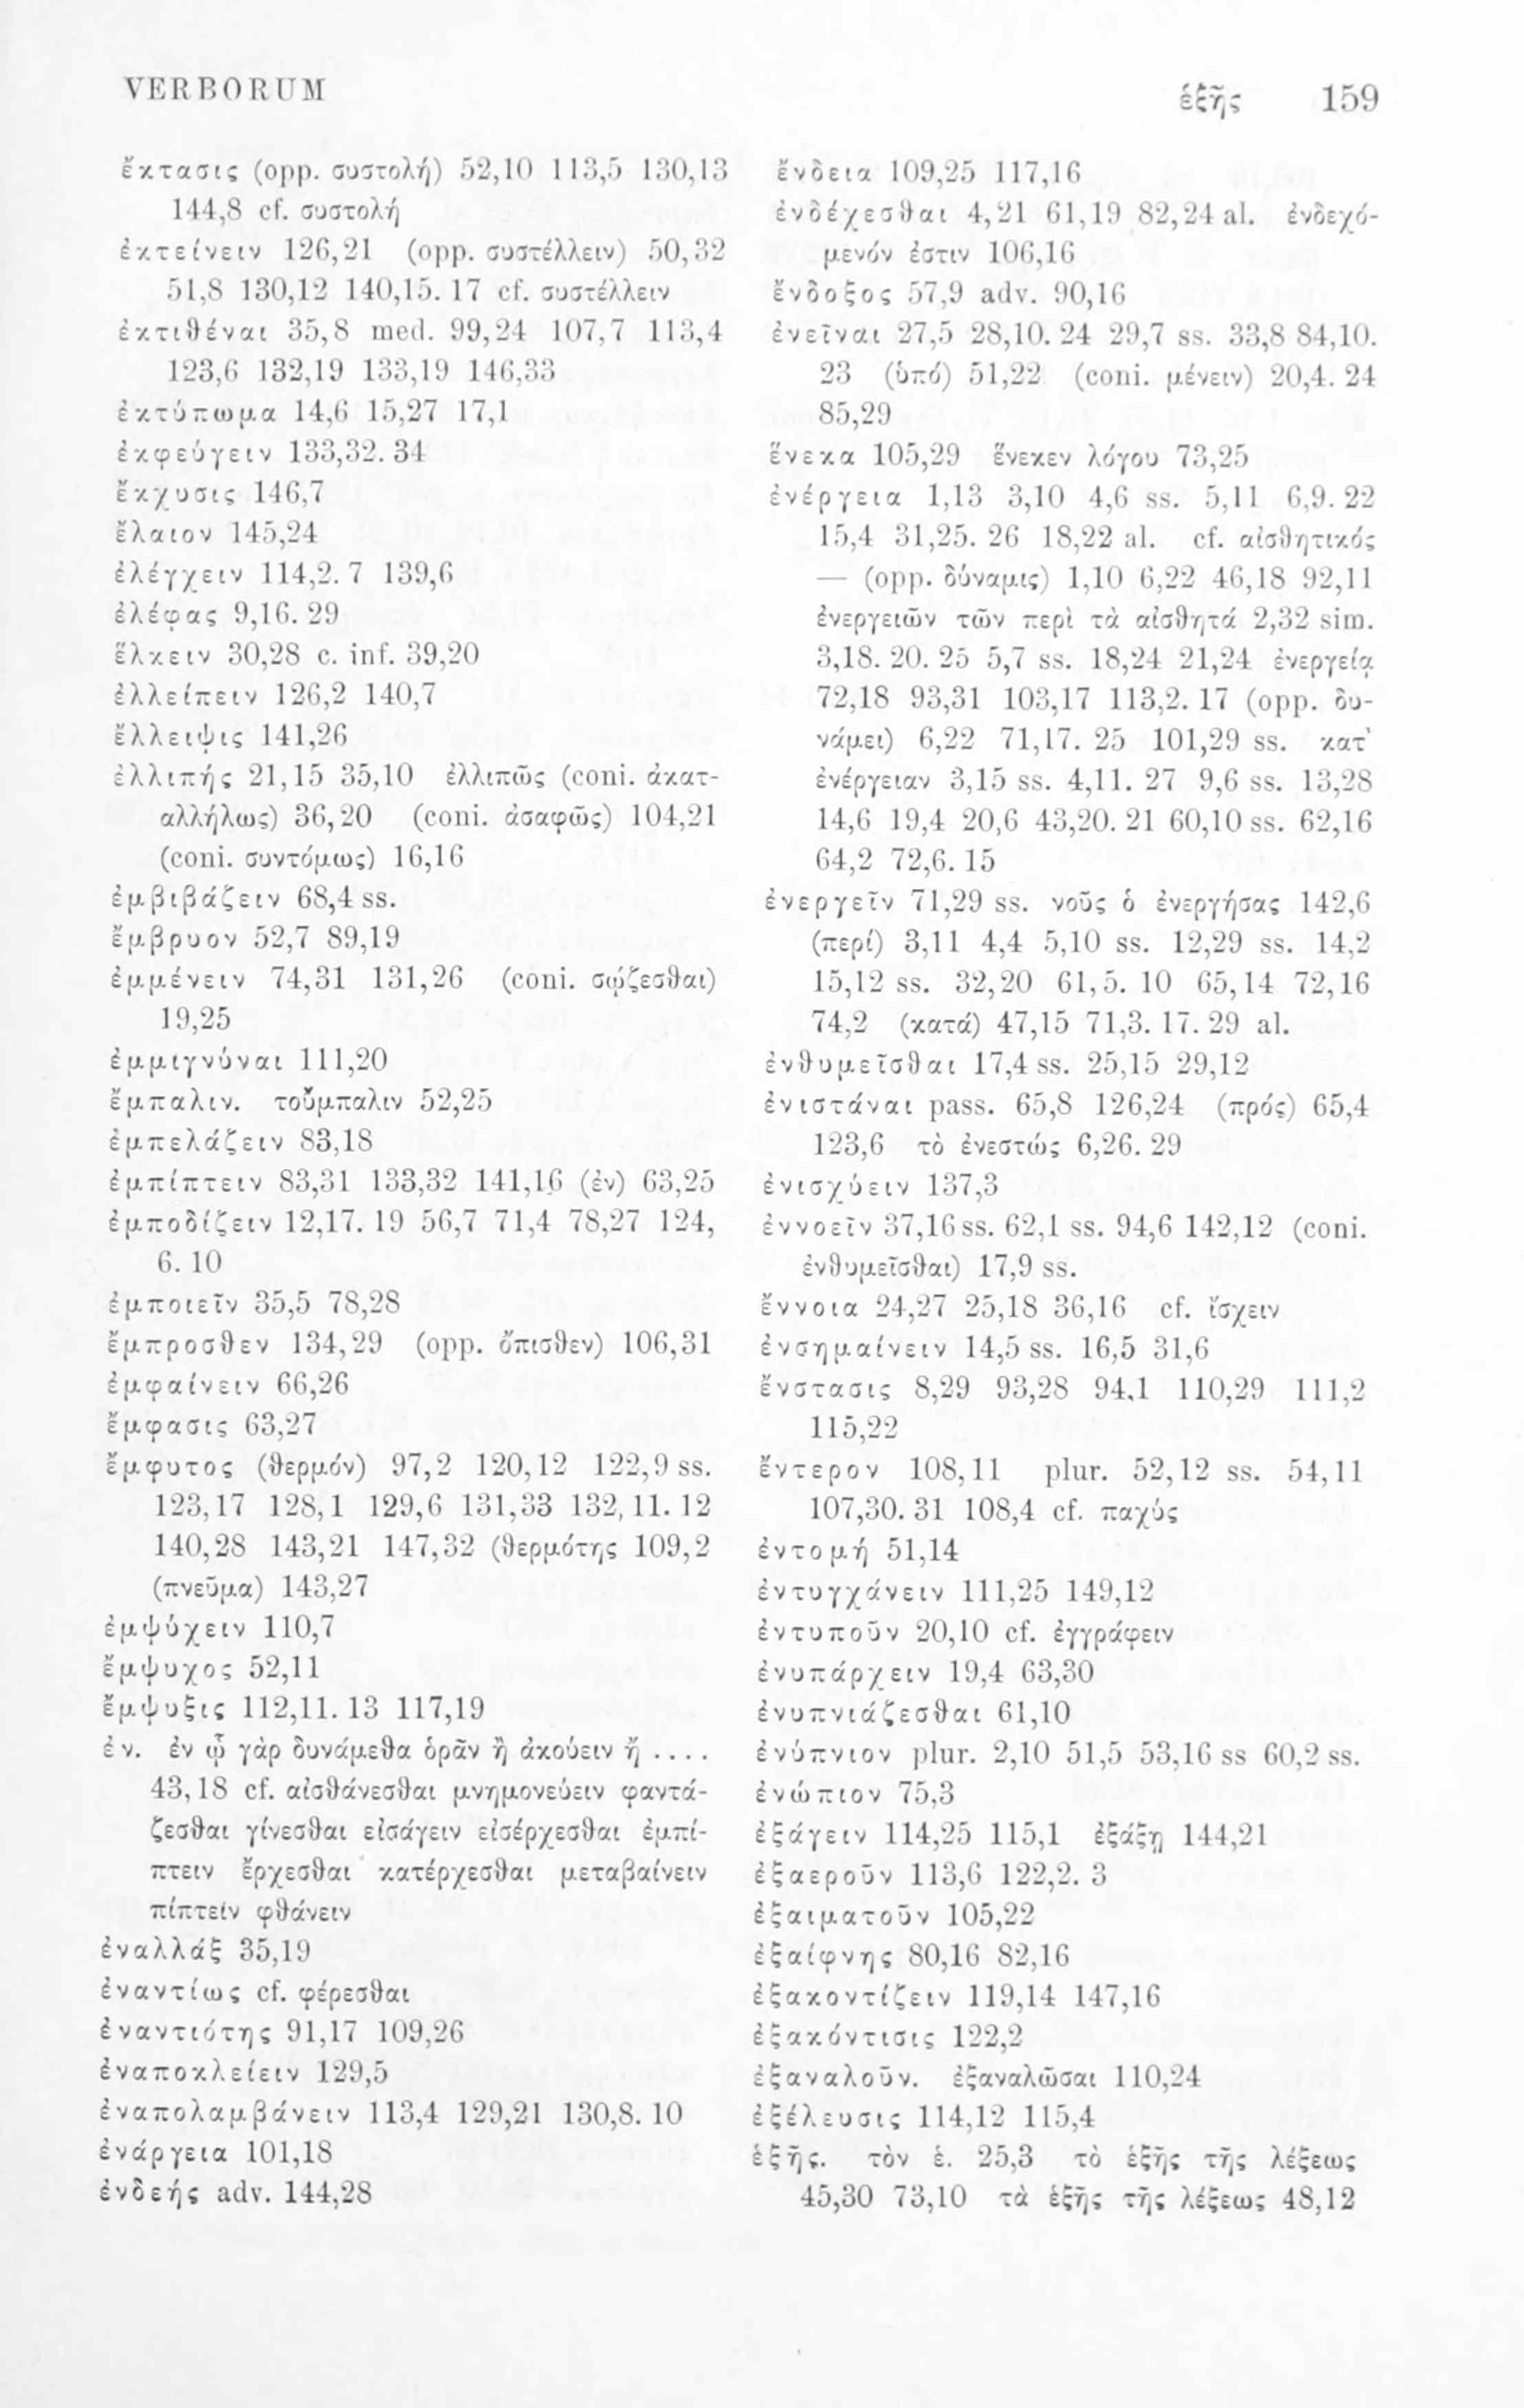 VERBORUM
ἑξῆς 159
ἔκτασις (opp. συστολή) 52,10 113,5 130,13
144,8 cf. συστολή
ἐκτείνειν 126,21 (opp. συστέλλειν) 50,32
51,8 130,12 140,15. 17 cf. συστέλλειν
ἐκτιθέναι 35,8 med. 99,24 107,7 113,4
123,6 132,19 133,19 146,33
ἐκτύπωμα 14,6 15,27 17,1
ἐκφεύγειν 133,32. 34
ἔκχυσις 146,7
ἔλαιον 145,24
ἐλέγχειν 114,2. 7 139,6
ἐλέφας 9,16. 29
ἕλκειν 30,28 c. inf. 39,20
ἐλλείπειν 126,2 140,7
ἔλλειψις 141,26
ἐλλιπής 21,15 35,10 ἐλλιπῶς (coni. ἀκατ-
αλλήλως) 36,20 (coni. ἀσαφῶς) 104,21
(coni. συντόμως) 16,16
ἐμβιβάζειν 68,4 ss.
ἔμβρυον 52,7 89,19
ἐμμένειν 74,31 131,26 (coni. σῴζεσθαι)
19,25
ἐμμιγνύναι 111,20
ἔμπαλιν. τοὔμπαλιν 52,25
ἐμπελάζειν 83,18
ἐμπίπτειν 83,31 133,32 141,16 (ἐν) 63,25
ἐμποδίζειν 12,17. 19 56,7 71,4 78,27 124,
6. 10
ἐμποιεῖν 35,5 78,28
ἔμπροσθεν 134,29 (opp. ὄπισθεν) 106,31
ἐμφαίνειν 66,26
ἔμφασις 63,27
ἔμφυτος (θερμόν) 97,2 120,12 122,9 ss.
123,17 128,1 129,6 131,33 132,11. 12
140,28 143,21 147,32 (θερμότης 109,2
(πνεῦμα) 143,27
ἐμψύχειν 110,7
ἔμψυχος 52,11
ἔμψυξις 112,11. 13 117,19
ἐν. ἐν ᾧ γὰρ δυνάμεθα ὁρᾶν ἢ ἀκούειν ἤ ....
43,18 cf. αἰσθάνεσθαι μνημονεύειν φαντά-
ζεσθαι γίνεσθαι εἰσάγειν εἰσέρχεσθαι ἐμπί-
πτειν ἔρχεσθαι κατέρχεσθαι μεταβαίνειν
πίπτειν φθάνειν
ἐναλλάξ 35,19
ἐναντίως cf. φέρεσθαι
ἐναντιότης 91,17 109,26
ἐναποκλείειν 129,5
ἐναπολαμβάνειν 113,4 129,21 130,8. 10
ἐνάργεια 101,18
ἐνδεής adv. 144,28
ἔνδεια 109,25 117,16
ἐνδέχεσθαι 4,21 61,19 82,24 al. ἐνδεχό-
μενόν ἐστιν 106,16
ἔνδοξος 57,9 adv. 90,16
ἐνεῖναι 27,5 28,10. 24 29,7 ss. 33,8 84,10.
23 (ὑπό) 51,22 (coni. μένειν) 20,4. 24
85,29
ἕνεκα 105,29 ἕνεκεν λόγου 73,25
ἐνέργεια 1,13 3,10 4,6 ss. 5,11 6,9. 22
15,4 31,25. 26 18,22 al. cf. αἰσθητικός
— (opp. δύναμις) 1,10 6,22 46,18 92,11
ἐνεργειῶν τῶν περὶ τὰ αἰσθητά 2,32 sim.
3,18. 20. 25 5,7 ss. 18,24 21,24 ἐνεργείᾳ
72,18 93,31 103,17 113,2. 17 (opp. δυ-
νάμει) 6,22 71,17. 25 101,29 ss. κατ'
ἐνέργειαν 3,15 ss. 4,11. 27 9,6 ss. 13,28
14,6 19,4 20,6 43,20. 21 60,10 ss. 62,16
64,2 72,6. 15
ἐνεργεῖν 71,29 ss. νοῦς ὁ ἐνεργήσας 142,6
(περί) 3,11 4,4 5,10 ss. 12,29 ss. 14,2
15,12 ss. 32,20 61,5. 10 65,14 72,16
74,2 (κατά) 47,15 71,3. 17. 29 al.
ἐνθυμεῖσθαι 17,4 ss. 25,15 29,12
ἐνιστάναι pass. 65,8 126,24 (πρός) 65,4
123,6 τὸ ἐνεστώς 6,26. 29
ἐνισχύειν 137,3
ἐννοεῖν 37,16 ss. 62,1 ss. 94,6 142,12 (coni.
ἐνθυμεῖσθαι) 17,9 ss.
ἔννοια 24,27 25,18 36,16 cf. ἴσχειν
ἐνσημαίνειν 14,5 ss. 16,5 31,6
ἔνστασις 8,29 93,28 94,1 110,29 111,2
115,22
ἔντερον 108,11 plur. 52,12 ss. 54,11
107,30. 31 108,4 cf. παχύς
ἐντομή 51,14
ἐντυγχάνειν 111,25 149,12
ἐντυποῦν 20,10 cf. ἐγγράφειν
ἐνυπάρχειν 19,4 63,30
ἐνυπνιάζεσθαι 61,10
ἐνύπνιον plur. 2,10 51,5 53,16 ss 60,2 ss.
ἐνώπιον 75,3
ἐξάγειν 114,25 115,1 ἐξάξῃ 144,21
ἐξαεροῦν 113,6 122,2. 3
ἐξαιματοῦν 105,22
ἐξαίφνης 80,16 82,16
ἐξακοντίζειν 119,14 147,16
ἐξακόντισις 122,2
ἐξαναλοῦν. ἐξαναλῶσαι 110,24
ἐξέλευσις 114,12 115,4
ἑξῆς. τὸν ἑ. 25,3 τὸ ἑξῆς τῆς λέξεως
45,30 73,10 τὰ ἑξῆς τῆς λέξεως 48,12